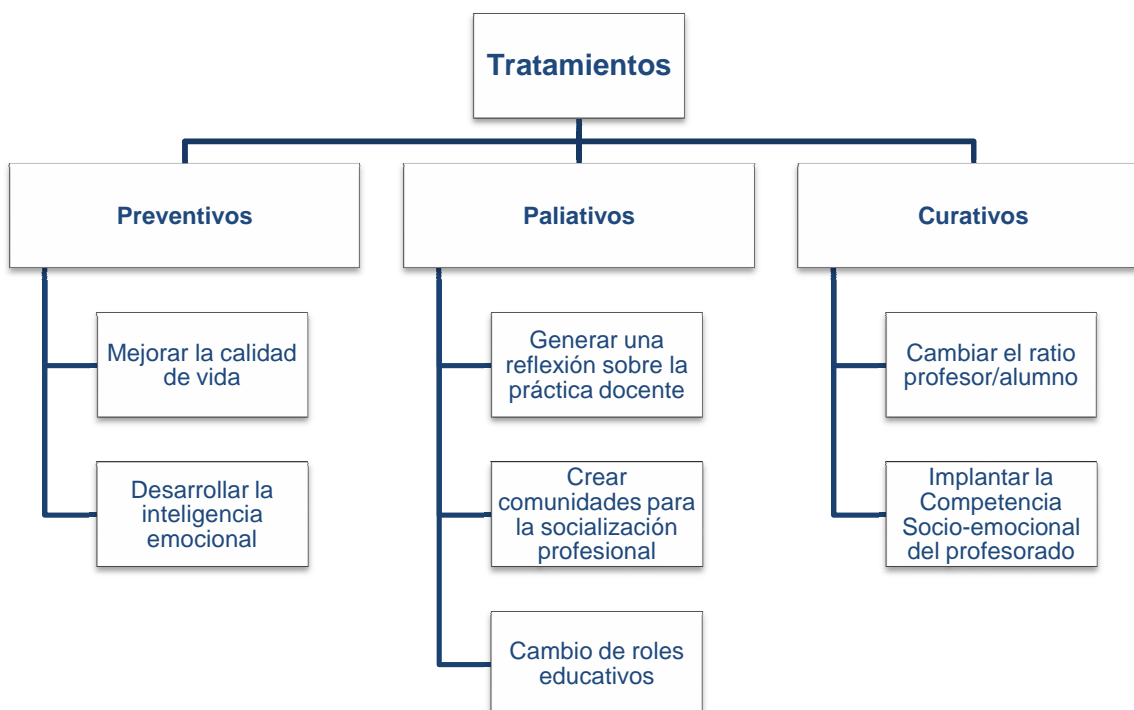 Tratamientos
Preventivos
Mejorar la calidad
de vida
Desarrollar la
inteligencia
emocional
Paliativos
Generar una
reflexión sobre la
práctica docente
Crear
comunidades para
la socialización
profesional
Cambio de roles
educativos
Curativos
Cambiar el ratio
profesor/alumno
Implantar la
Competencia
Socio-emocional
del profesorado